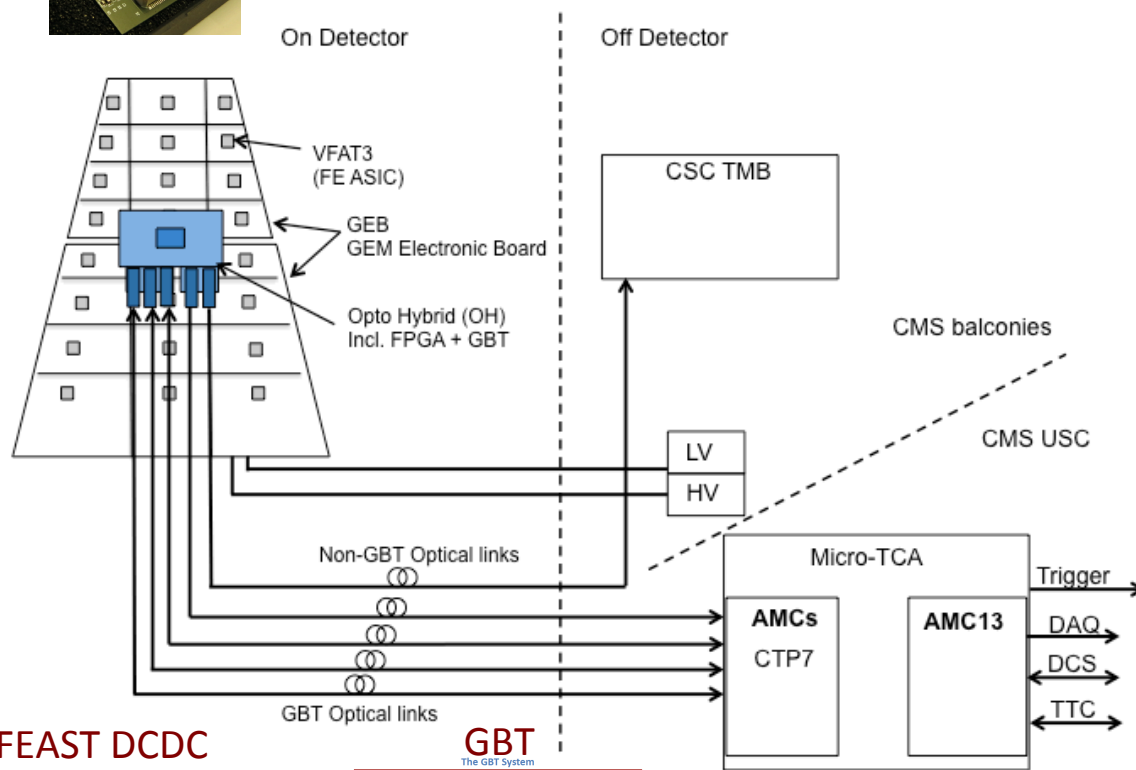 On Detector
Off Detector
VFAT3
(FE ASIC)
CSC TMB
GEB
GEM Electronic Board
Opto Hybrid (OH)
Incl. FPGA + GBT
CMS balconies
CMS USC
LV
HV
Non-GBT Optical links
Micro-TCA
Trigger
AMCs
CTP7
AMC13
DAQ
DCS
TTC
GBT Optical links
FEAST DCDC
GBT
The GBT System